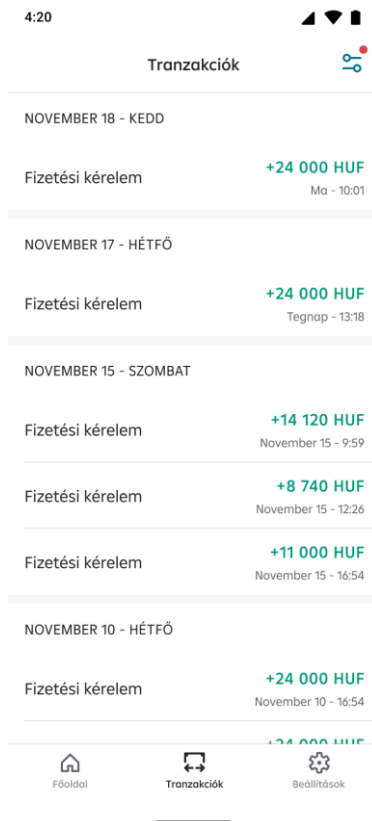 4:20
Tranzakciók
NOVEMBER 18 - KEDD
Fizetési kérelem
+24 000 HUF
Ma - 10:01
NOVEMBER 17 - HÉTFŐ
Fizetési kérelem
+24 000 HUF
Tegnap - 13:18
NOVEMBER 15 - SZOMBAT
Fizetési kérelem
+14 120 HUF
November 15 - 9:59
Fizetési kérelem
+8 740 HUF
November 15 - 12:26
Fizetési kérelem
+11 000 HUF
November 15 - 16:54
NOVEMBER 10 - HÉTFŐ
Fizetési kérelem
+24 000 HUF
November 10 - 16:54
+24 000 HUF
Főoldal
Tranzakciók
Beállítások